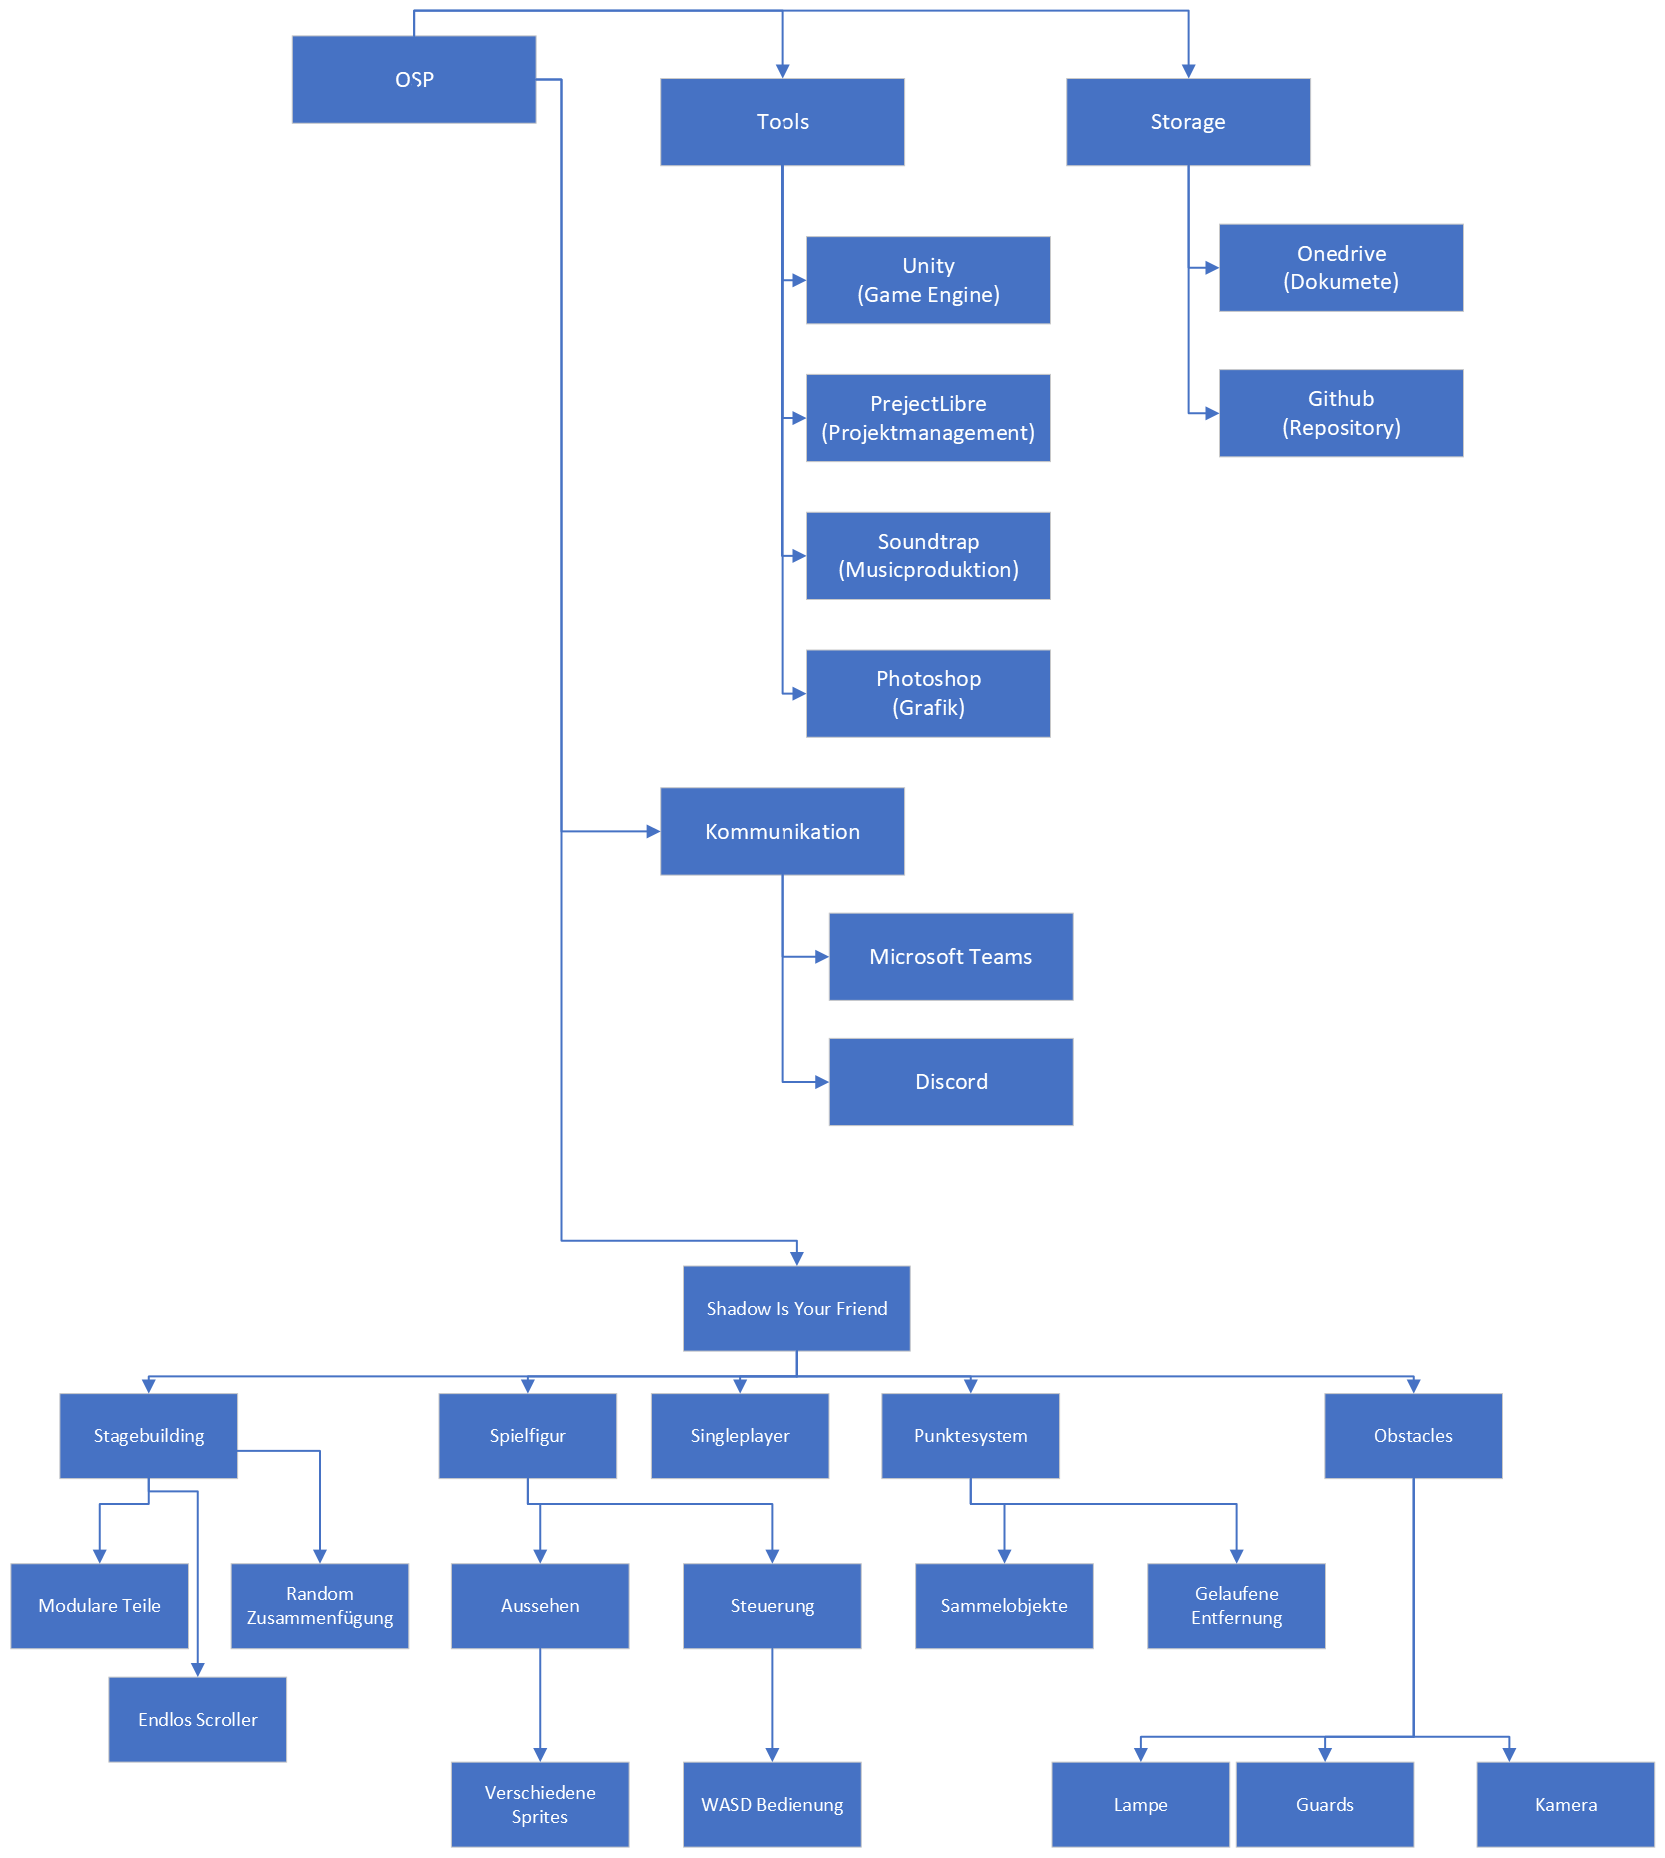 OSP
Tools
Storage
Unity
(Game Engine)
Onedrive
(Dokumete)
PrejectLibre
(Projektmanagement)
Github
(Repository)
Soundtrap
(Musicproduktion)
Photoshop
(Grafik)
Kommunikation
Microsoft Teams
Discord
Shadow Is Your Friend
Stagebuilding
Spielfigur
Singleplayer
Punktesystem
Obstacles
Modulare Teile
Random
Zusammenfügung
Aussehen
Steuerung
Sammelobjekte
Gelaufene
Entfernung
Endlos Scroller
Verschiedene
Sprites
WASD Bedienung
Lampe
Guards
Kamera